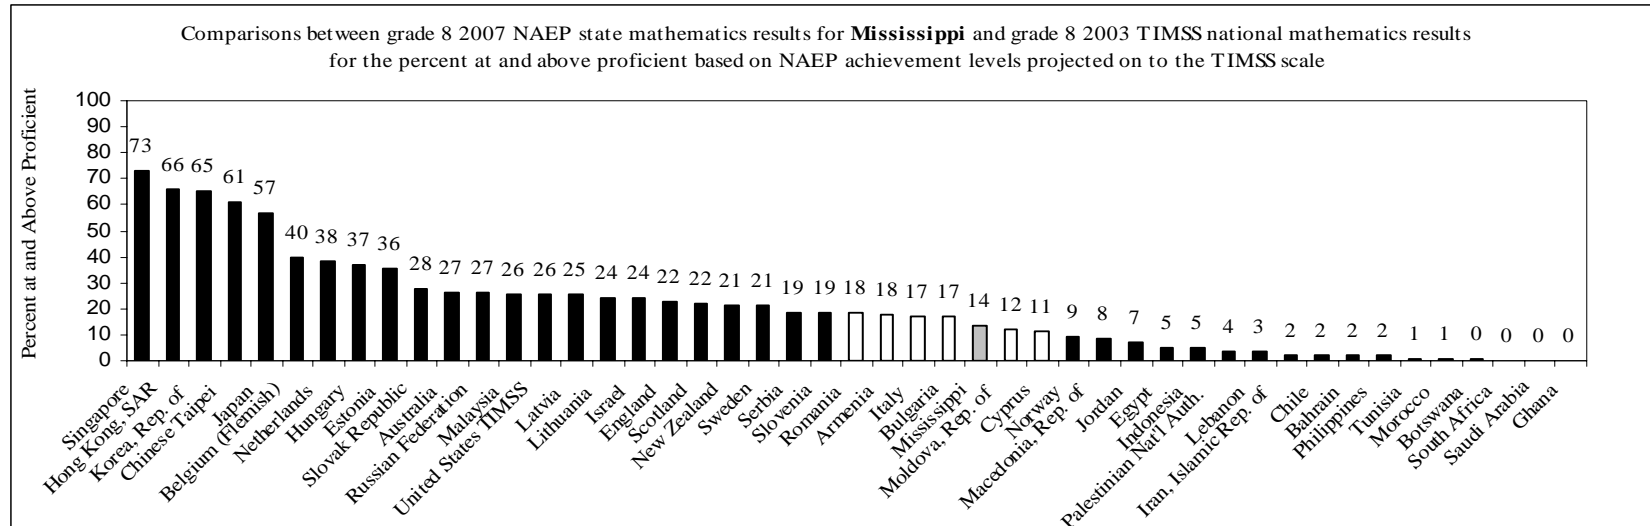 Comparisons between grade 8 2007 NAEP state mathematics results for Mississippi and grade 8 2003 TIMSS national mathematics results
for the percent at and above proficient based on NAEP achievement levels projected on to the TIMSS scale
Percent at and Above Proficient
100
90
80
70
60
50
40
30
20
10
0
73
66
65
61
57
40
38
37
36
28
27
27
26
26
25
24
24
22
22
21
21
19
19
18
18
17
17
14
12
11
9
8
7
5
5
4
3
2
2
2
2
1
1
0
0
0
0
Singapore
Hong Kong, SAR
Korea, Rep. of
Chinese Taipei
Japan
Belgium (Flemish)
Netherlands
Hungary
Estonia
Slovak Republic
Australia
Russian Federation
Malaysia
United States TIMSS
Latvia
Lithuania
Israel
England
Scotland
New Zealand
Sweden
Serbia
Slovenia
Romania
Armenia
Italy
Bulgaria
Mississippi
Moldova, Rep. of
Cyprus
Norway
Macedonia, Rep. of
Jordan
Egypt
Indonesia
Palestinian Nat'l Auth.
Lebanon
Iran, Islamic Rep. of
Chile
Bahrain
Philippines
Tunisia
Morocco
Botswana
South Africa
Saudi Arabia
Ghana